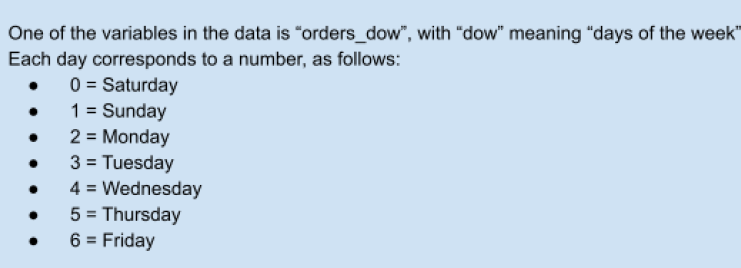 One of the variables in the data is “orders_dow”, with “dow” meaning “days of the week”
Each day corresponds to a number, as follows:
● 0 = Saturday
● 1 = Sunday
● 2 = Monday
● 3 = Tuesday
● 4 = Wednesday
● 5 = Thursday
● 6 = Friday